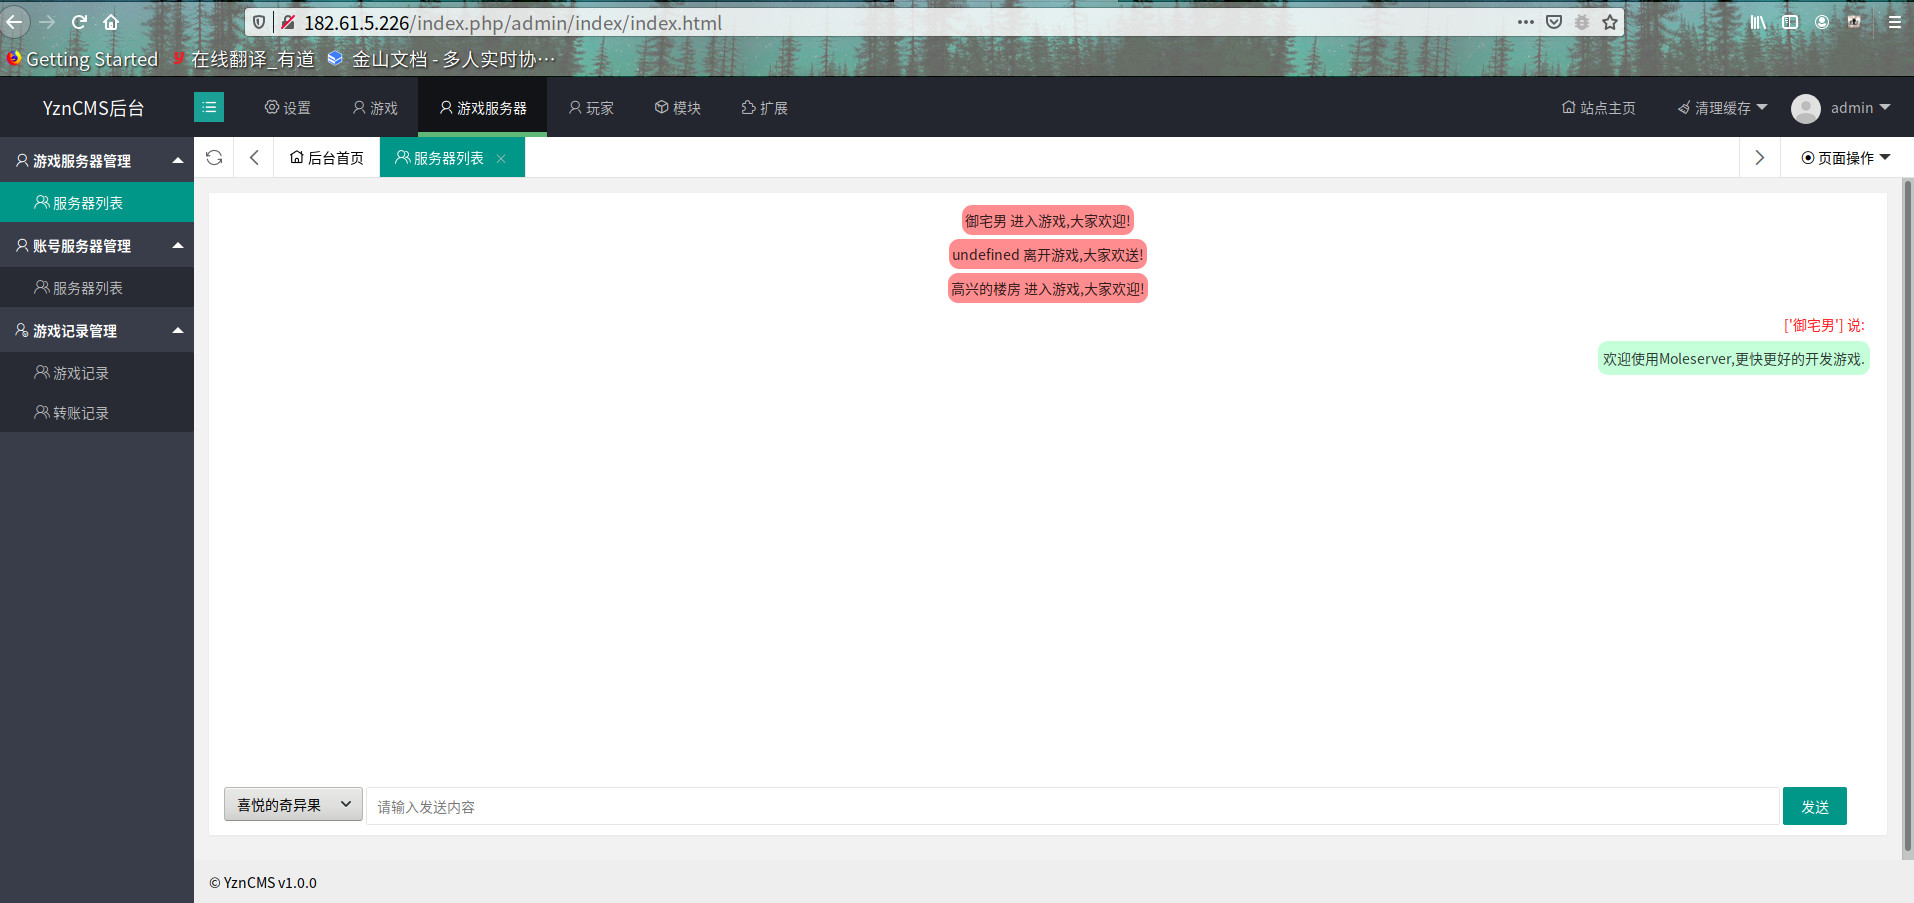 182.61.5.226/index.php/admin/index/index.html
Getting Started 在线翻译_有道 金山文档 - 多人实时协…
YznCMS后台 设置 游戏 游戏服务器 玩家 模块 扩展 站点主页 清理缓存 admin
游戏服务器管理 后台首页 服务器列表 页面操作
服务器列表
账号服务器管理
服务器列表
游戏记录管理
游戏记录
转账记录
御宅男 进入游戏,大家欢迎!
undefined 离开游戏,大家欢送!
高兴的楼房 进入游戏,大家欢迎!
['御宅男'] 说:
欢迎使用Moleserver,更快更好的开发游戏.
喜悦的奇异果 请输入发送内容 发送
© YznCMS v1.0.0